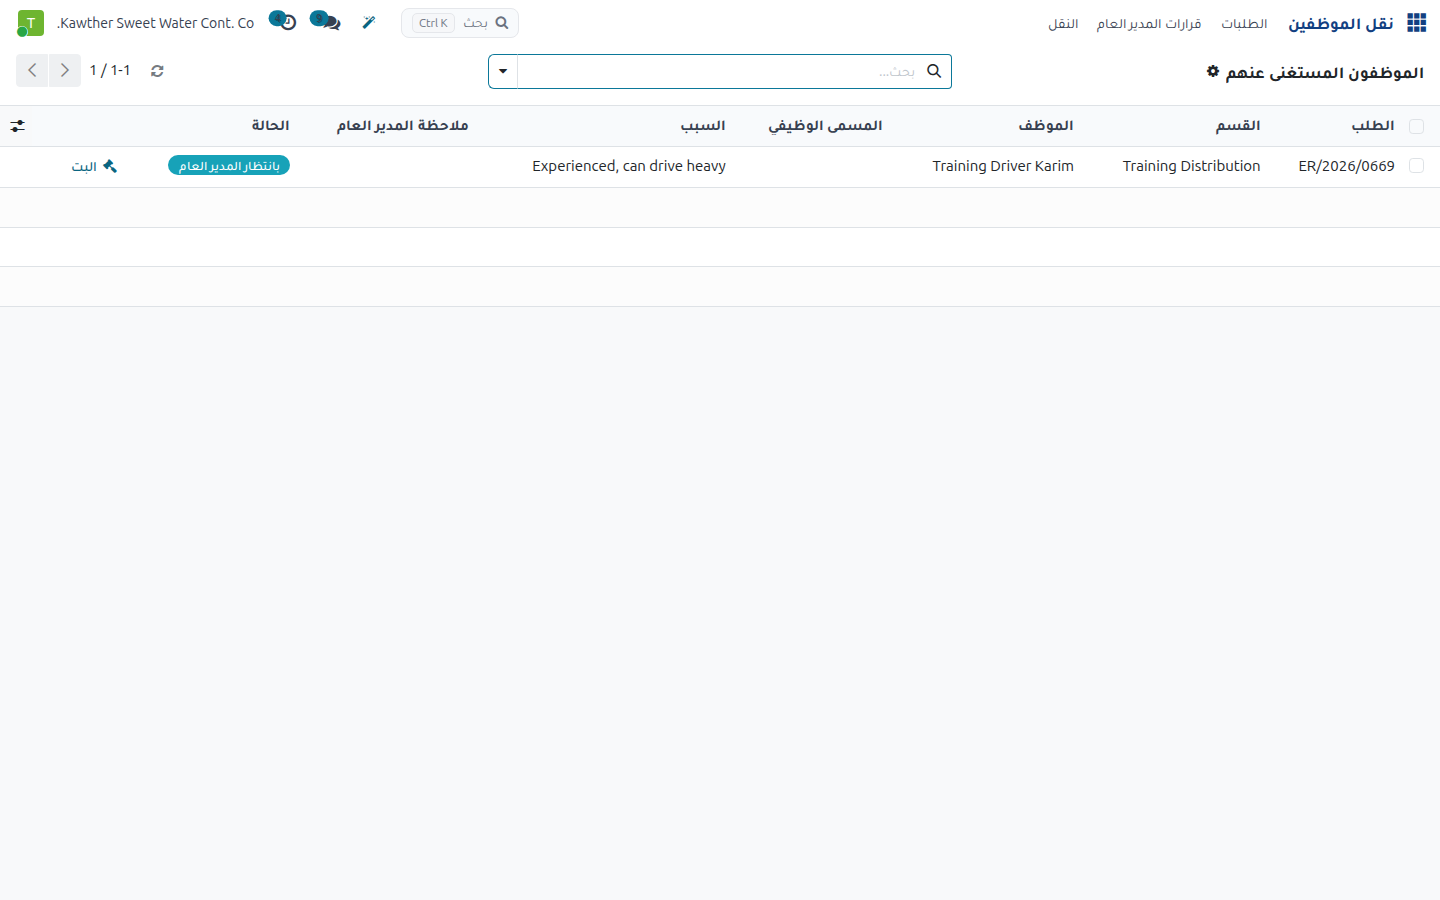 نقل الموظفين الطلبات قرارات المدير العام النقل بحث Ctrl K 9 4 Kawther Sweet Water Cont. Co. T
الموظفون المستغنى عنهم بحث... 1-1 / 1
الطلب القسم الموظف المسمى الوظيفي السبب ملاحظة المدير العام الحالة
ER/2026/0669 Training Distribution Training Driver Karim Experienced, can drive heavy بانتظار المدير العام البت